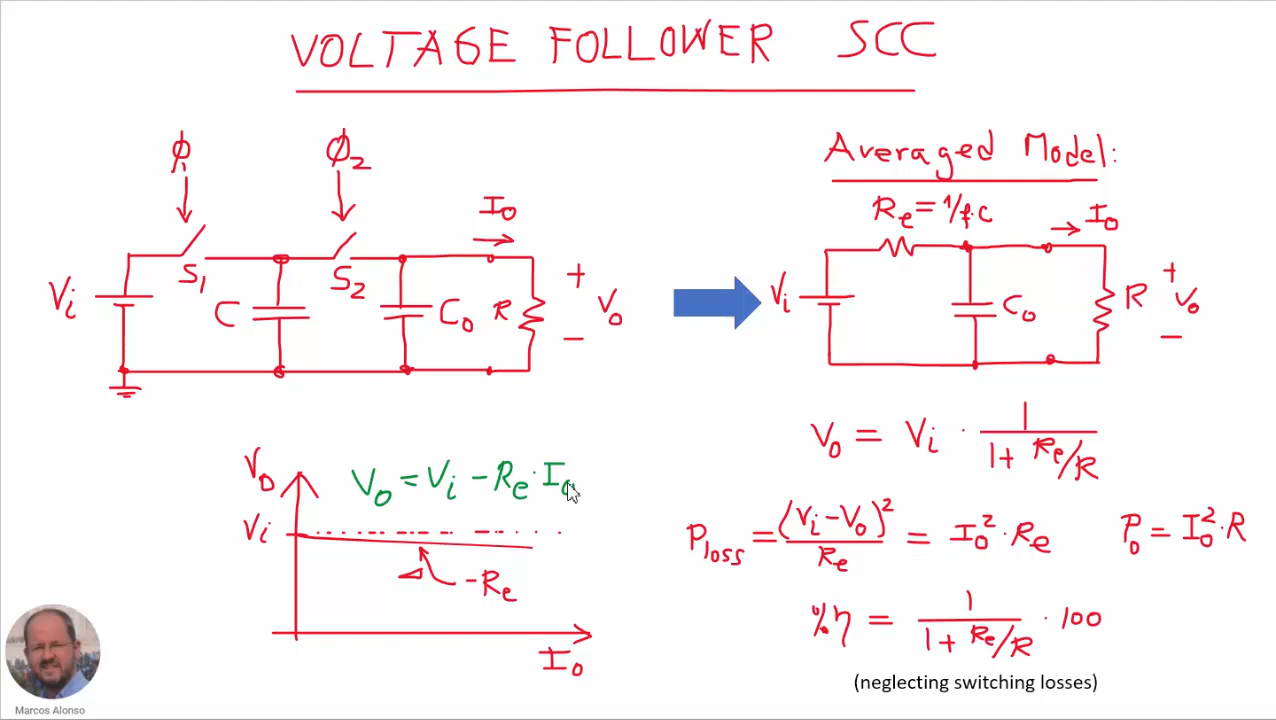 VOLTAGE FOLLOWER SCC
ϕ1
ϕ2
S1
S2
Io
Vi
C
Co
R
+
Vo
−
Averaged Model:
Re = 1/f·C
Io
Vi
Co
R
+
Vo
−
Vo = Vi · 1/(1 + Re/R)
Ploss = (Vi − Vo)²/Re = Io² · Re
Po = Io² · R
%η = 1/(1 + Re/R) · 100
(neglecting switching losses)
Vo
Vo = Vi − Re · Io
Vi
−Re
Io
Marcos Alonso